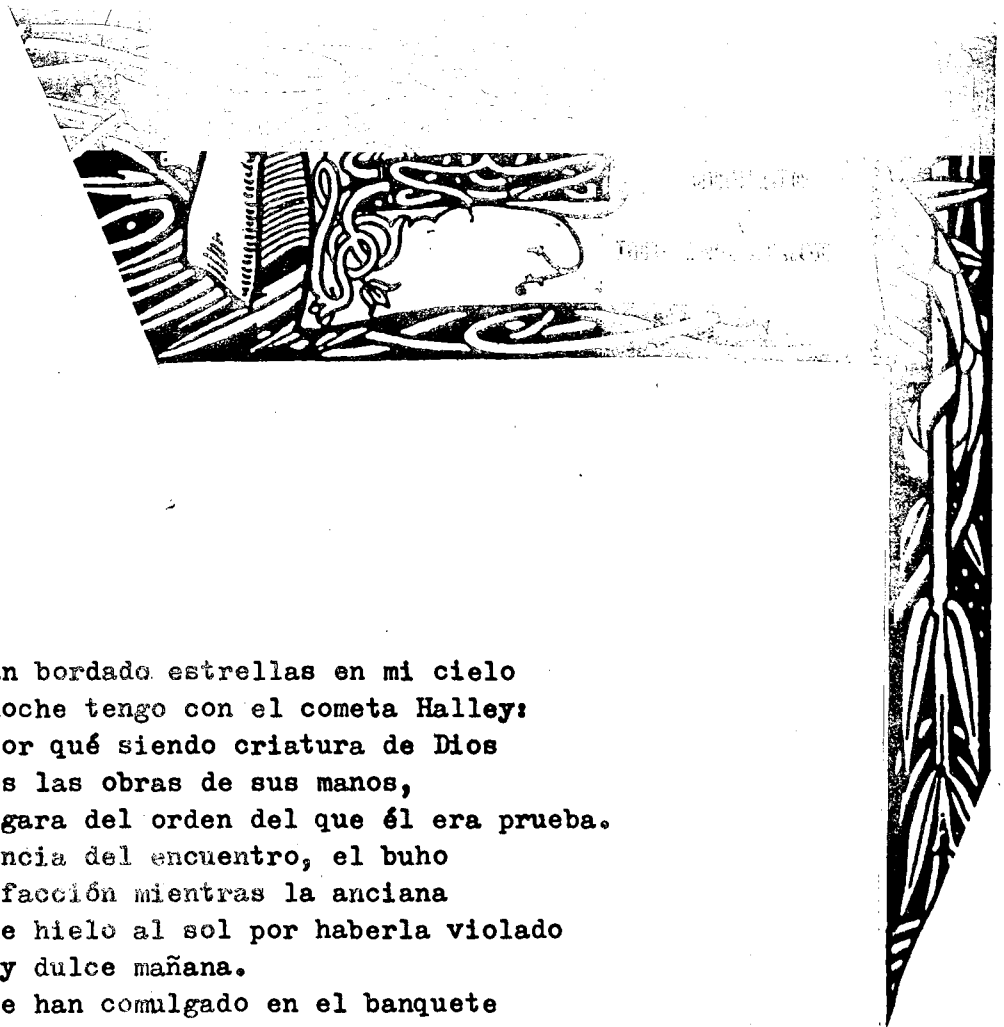 n bordado estrellas en mi cielo
oche tengo con el cometa Halley:
or qué siendo criatura de Dios
s las obras de sus manos,
gara del orden del que él era prueba.
ncia del encuentro, el buho
facción mientras la anciana
e hielo al sol por haberla violado
y dulce mañana.
e han comulgado en el banquete